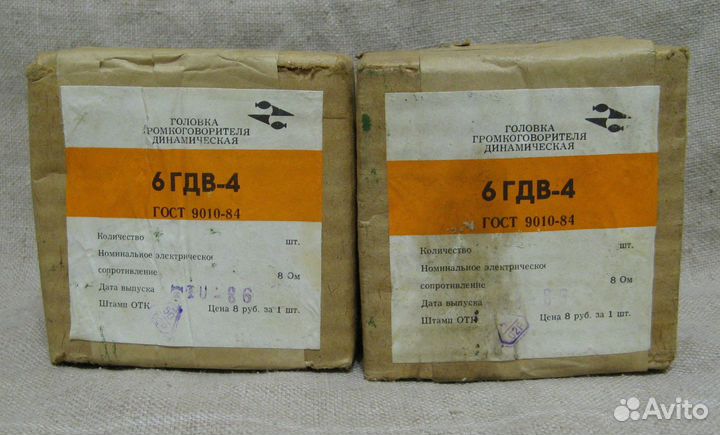 ГОЛОВКА
ГРОМКОГОВОРИТЕЛЯ
ДИНАМИЧЕСКАЯ
6 ГДВ-4
ГОСТ 9010-84
Количество шт.
Номинальное электрическое
сопротивление 8 Ом
Дата выпуска -86
Штамп ОТК Цена 8 руб. за 1 шт.
ГОЛОВКА
ГРОМКОГОВОРИТЕЛЯ
ДИНАМИЧЕСКАЯ
6 ГДВ-4
ГОСТ 9010-84
Количество шт.
Номинальное электрическое
сопротивление 8 Ом
Дата выпуска
Штамп ОТК Цена 8 руб. за 1 шт.
Avito